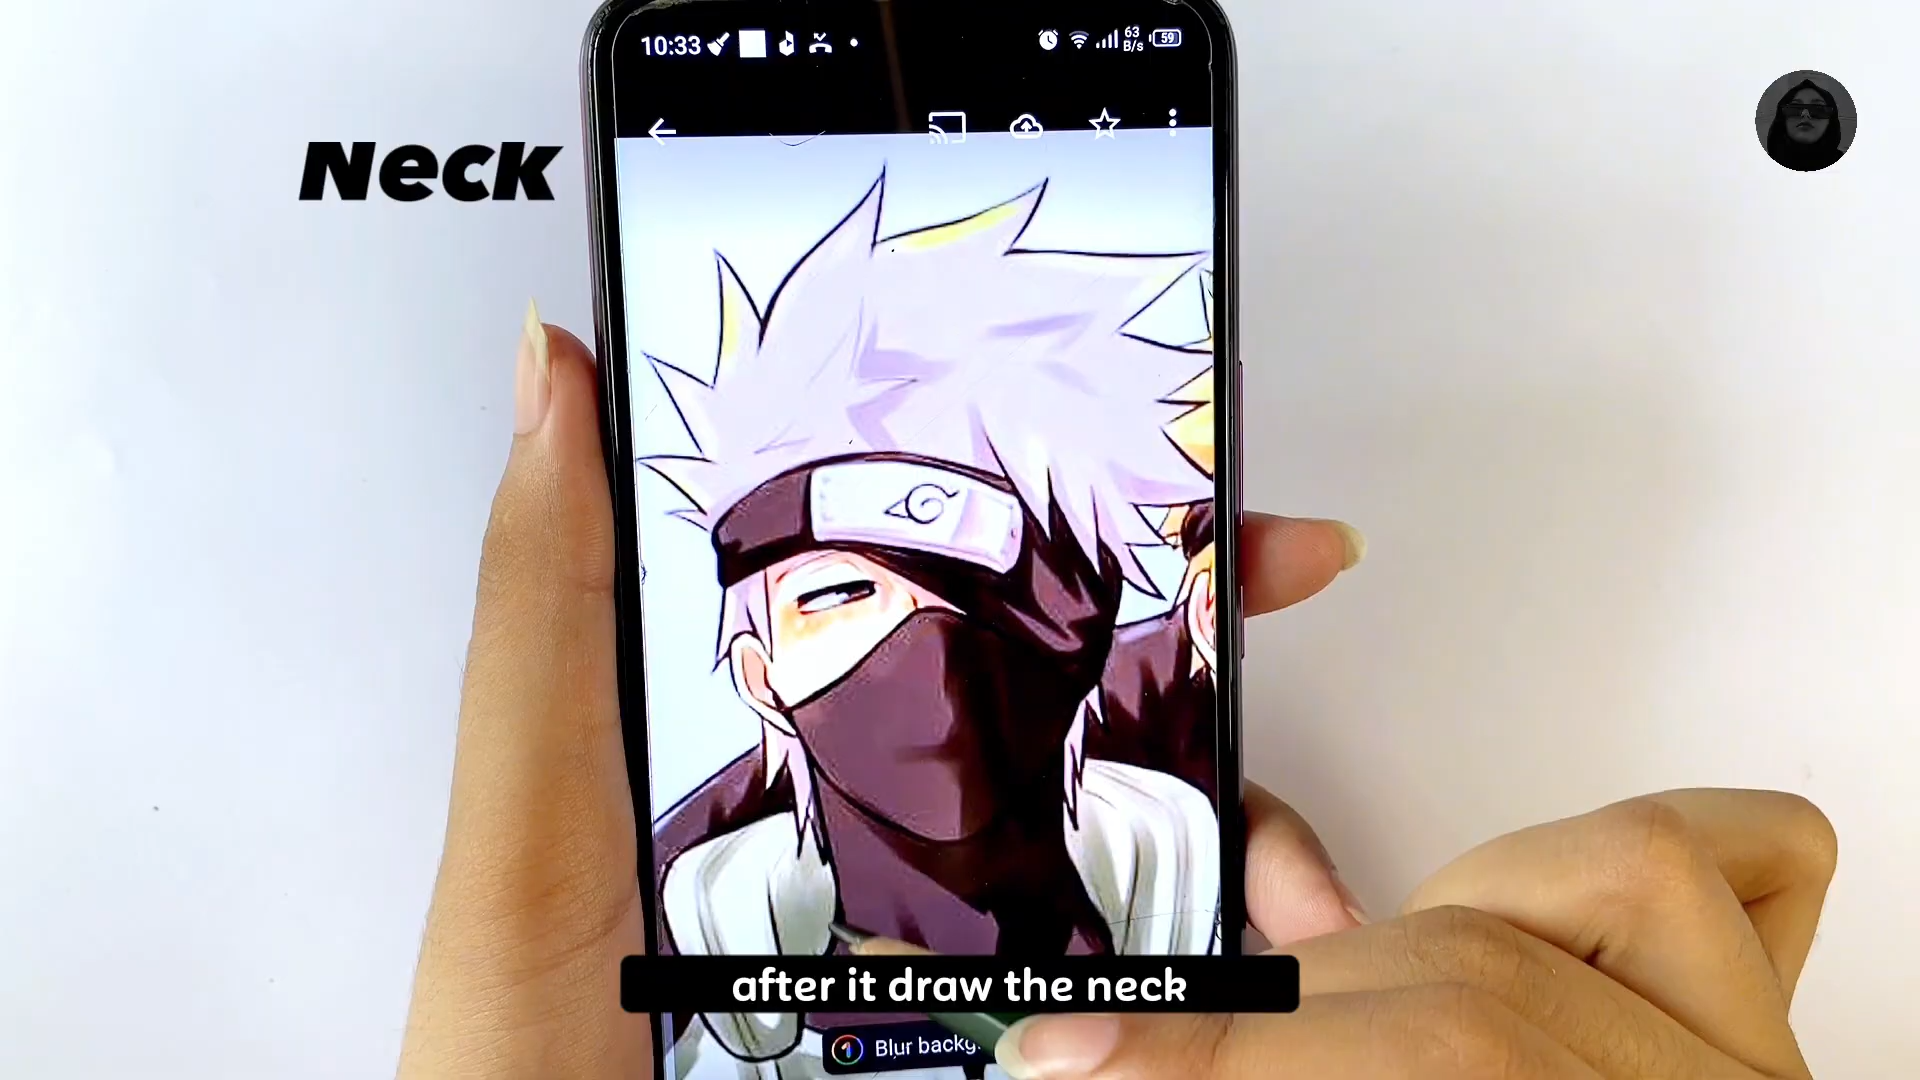 10:33
63
B/s
59
Neck
after it draw the neck
Blur backg